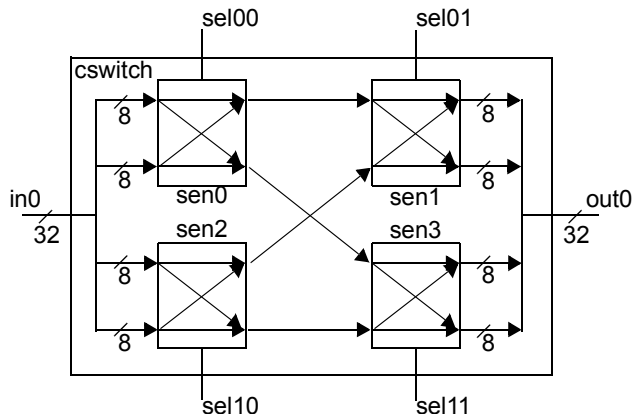 sel00 sel01
cswitch
8 8
8 8
sen0 sen1
in0 out0
32 32
sen2 sen3
8 8
8 8
sel10 sel11